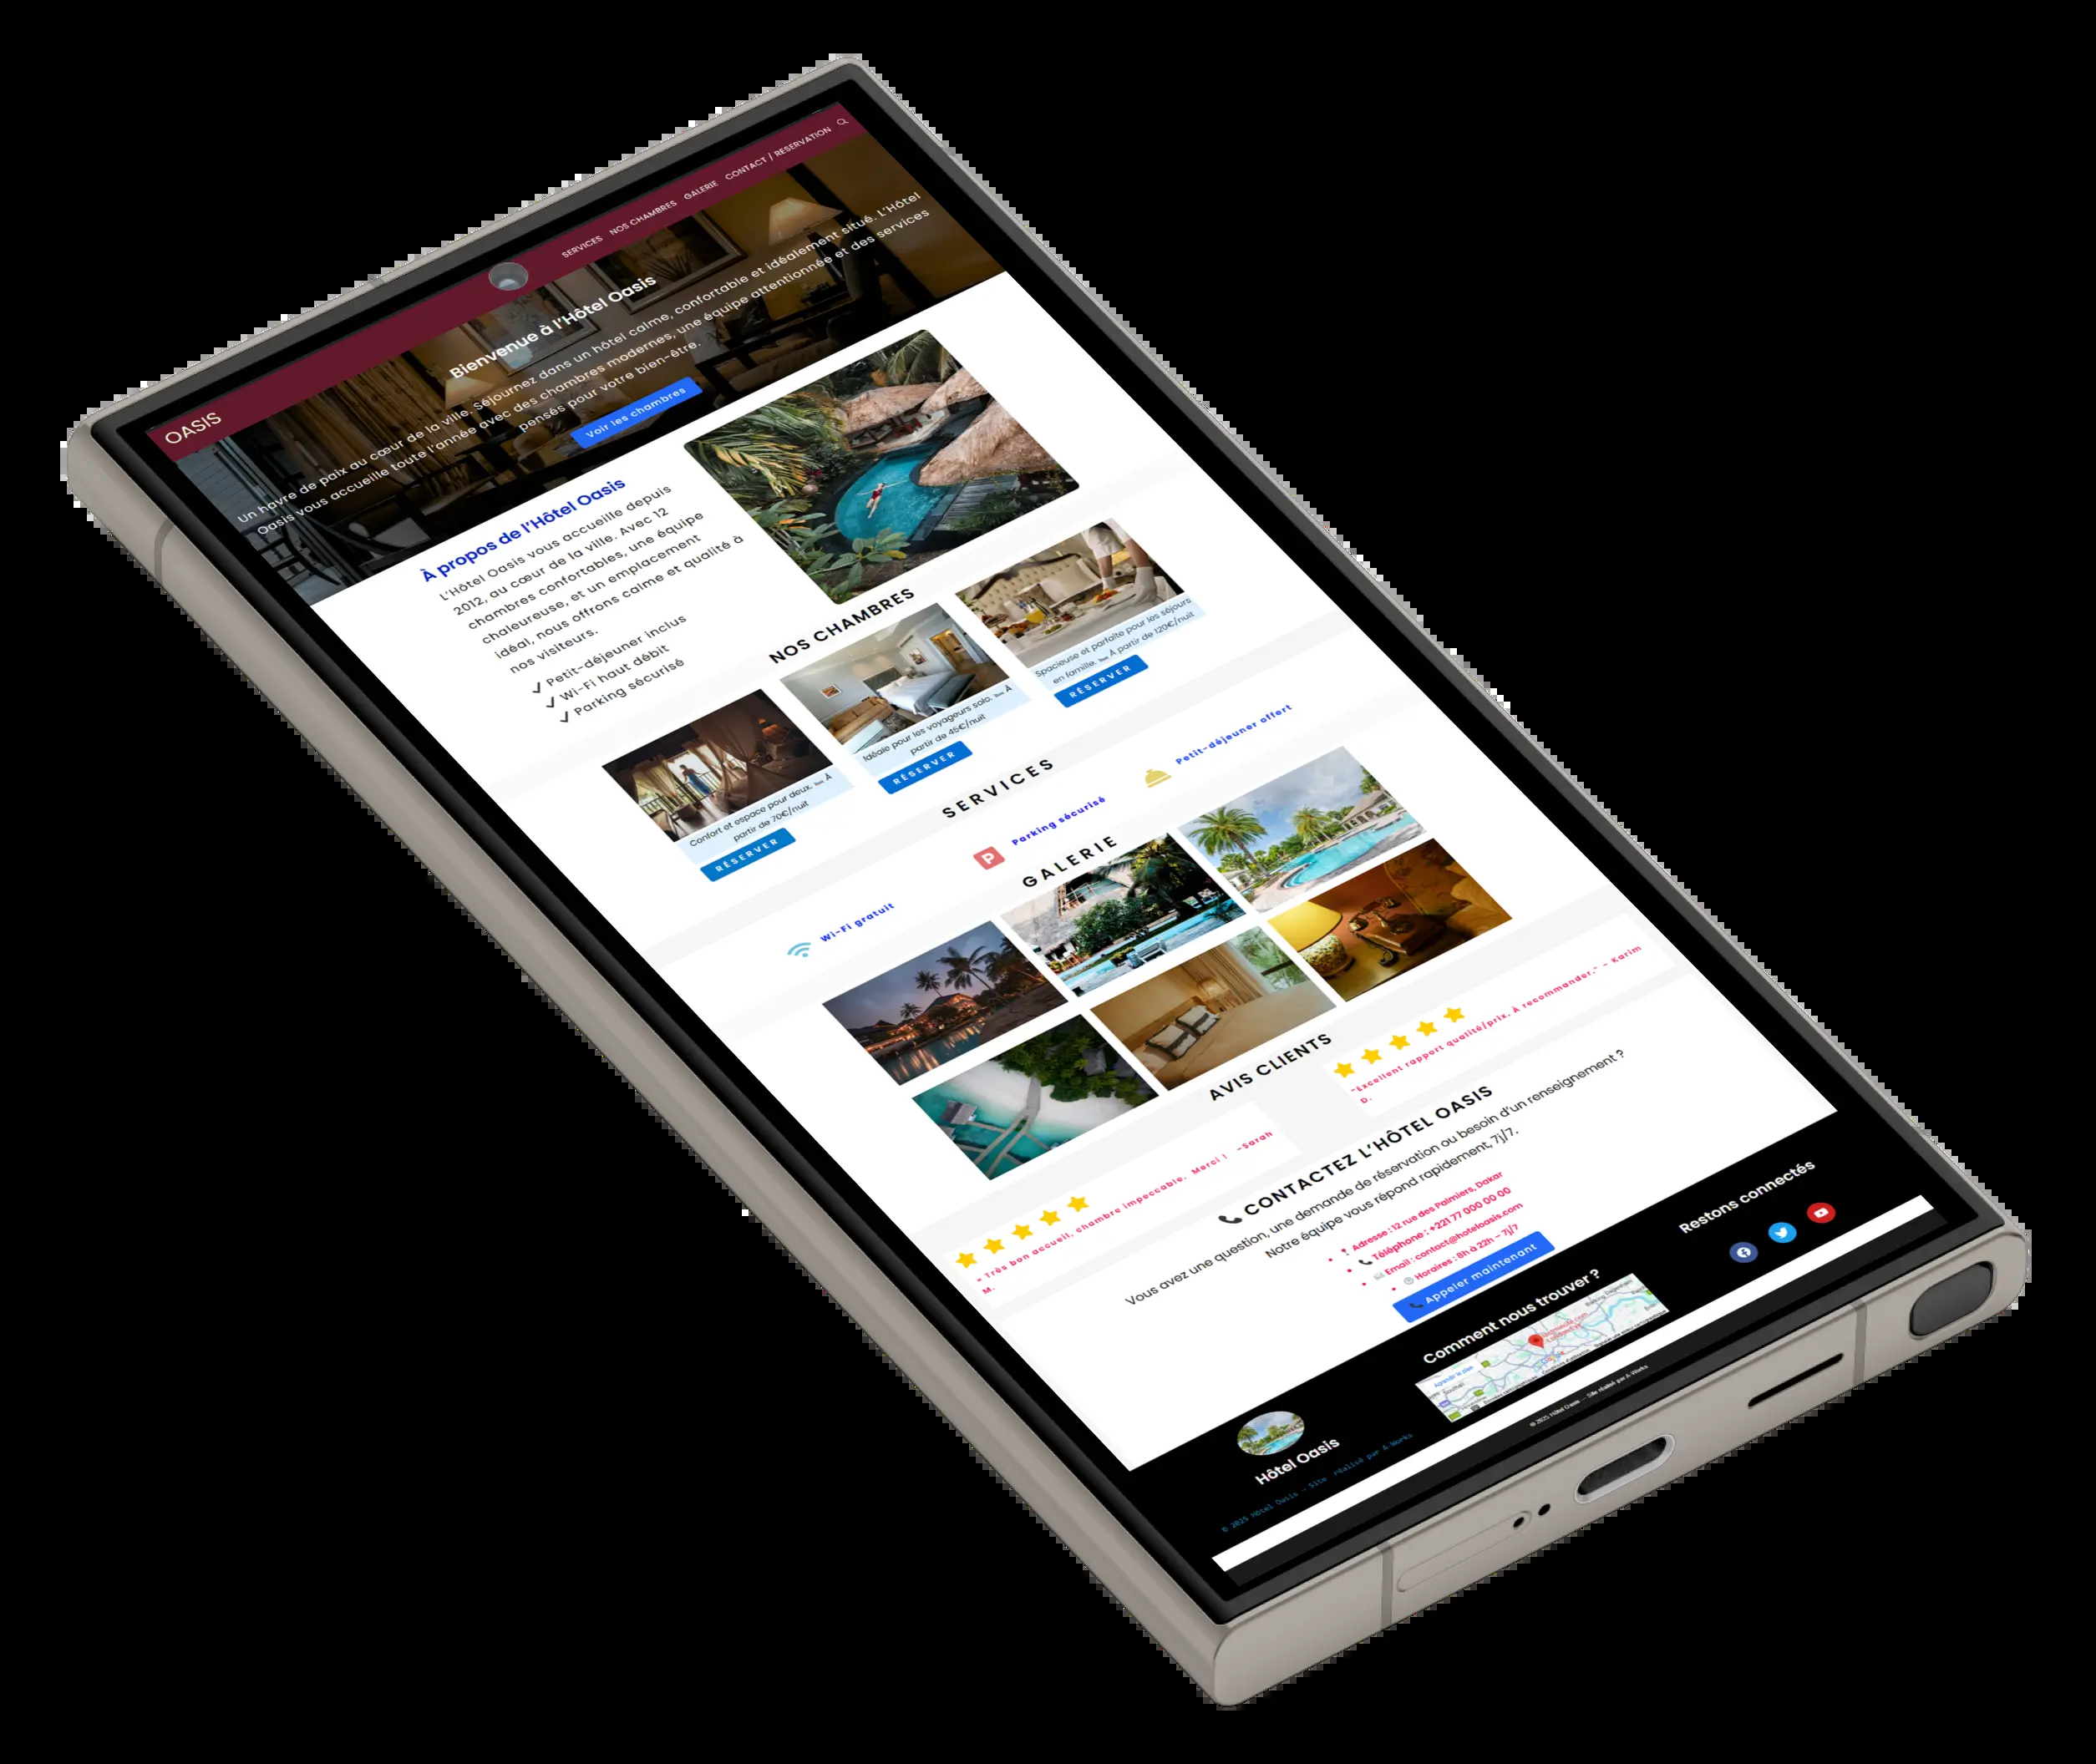 OASIS
SERVICES NOS CHAMBRES GALERIE CONTACT / RESERVATION
Bienvenue à l'Hôtel Oasis
Un havre de paix au cœur de la ville. Séjournez dans un hôtel calme, confortable et idéalement situé. L'Hôtel
Oasis vous accueille toute l'année avec des chambres modernes, une équipe attentionnée et des services
pensés pour votre bien-être.
Voir les chambres
À propos de l'Hôtel Oasis
L'Hôtel Oasis vous accueille depuis
2012, au cœur de la ville. Avec 12
chambres confortables, une équipe
chaleureuse, et un emplacement
idéal, nous offrons calme et qualité à
nos visiteurs.
✓ Petit-déjeuner inclus
✓ Wi-Fi haut débit
✓ Parking sécurisé
NOS CHAMBRES
Confort et espace pour deux. 🛏 À
partir de 70€/nuit
RÉSERVER
Idéale pour les voyageurs solo. 🛏 À
partir de 45€/nuit
RÉSERVER
Spacieuse et parfaite pour les séjours
en famille. 🛏 À partir de 120€/nuit
RÉSERVER
SERVICES
Wi-Fi gratuit
P Parking sécurisé
Petit-déjeuner offert
GALERIE
AVIS CLIENTS
« Très bon accueil, chambre impeccable. Merci ! –Sarah
M.
"Excellent rapport qualité/prix. À recommander." – Karim
D.
📞 CONTACTEZ L'HÔTEL OASIS
Vous avez une question, une demande de réservation ou besoin d'un renseignement ?
Notre équipe vous répond rapidement, 7j/7.
Adresse : 12 rue des Palmiers, Dakar
Téléphone : +221 77 000 00 00
Email : contact@hoteloasis.com
Horaires : 8h à 22h – 7j/7
Appeler maintenant
Hôtel Oasis
© 2025 Hôtel Oasis — Site réalisé par A-Works
Comment nous trouver ?
Agrandir le plan
Restons connectés
© 2025 Hôtel Oasis — Site réalisé par A-Works